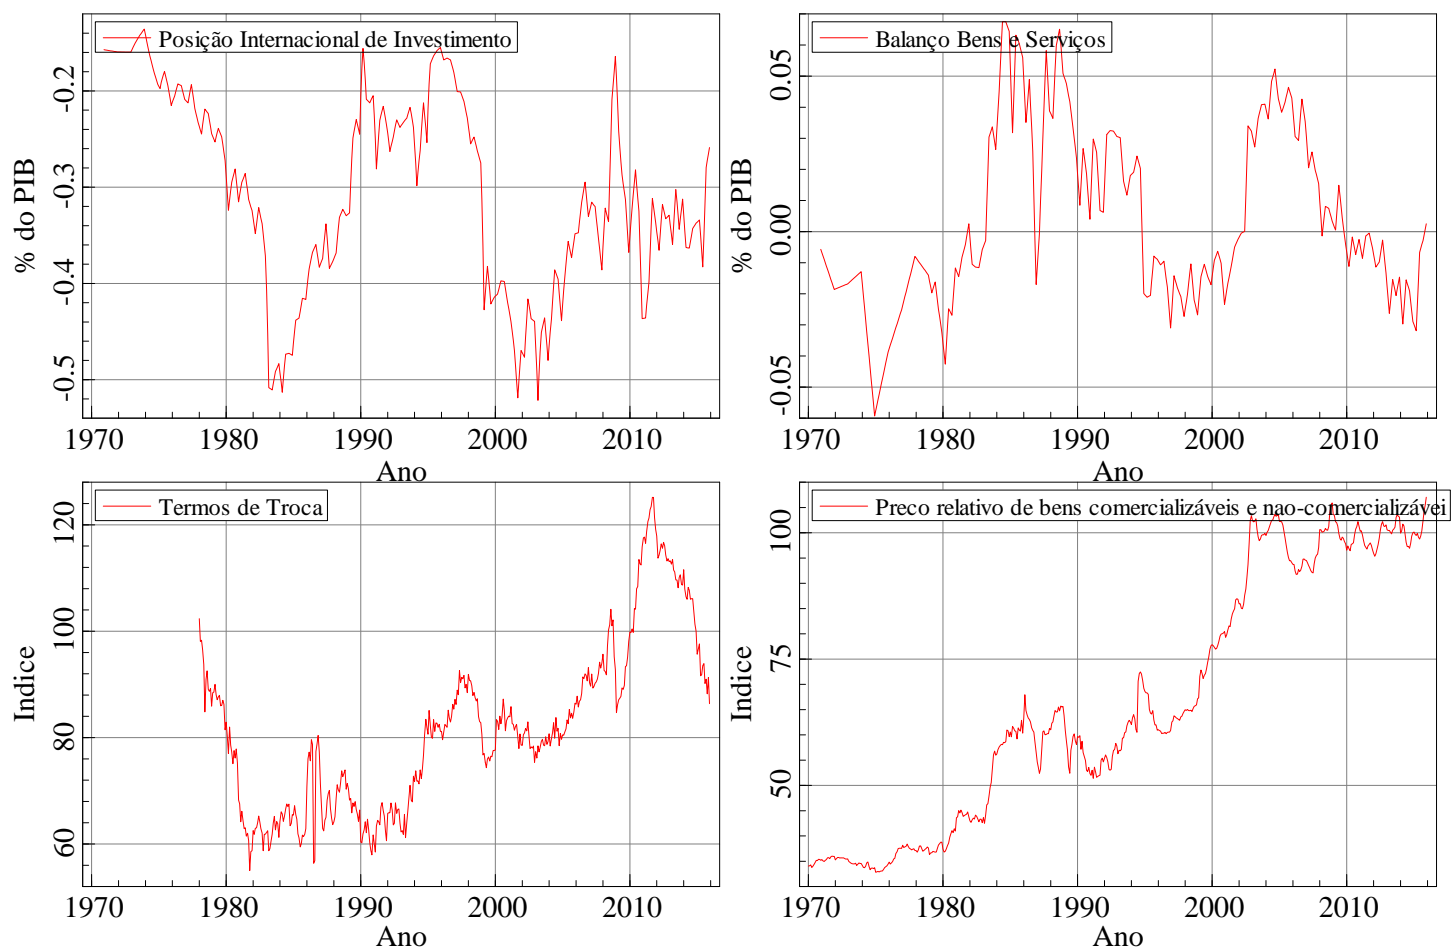 Posição Internacional de Investimento
% do PIB
-0.2
-0.3
-0.4
-0.5
1970 1980 1990 2000 2010
Ano
Balanço Bens e Serviços
% do PIB
0.05
0.00
-0.05
1970 1980 1990 2000 2010
Ano
Termos de Troca
Indice
120
100
80
60
1970 1980 1990 2000 2010
Ano
Preco relativo de bens comercializáveis e nao-comercializávei
Indice
100
75
50
1970 1980 1990 2000 2010
Ano